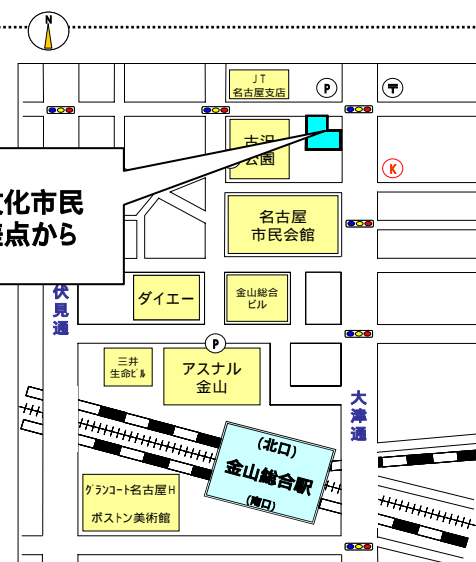 N
JT
名古屋支店
P
〒
古沢
公園
K
化市民
差点から
名古屋
市民会館
伏見通
ダイエー
金山総合
ビル
P
三井
生命ビル
アスナル
金山
大津通
(北口)
金山総合駅
(南口)
グランコート名古屋H
ボストン美術館